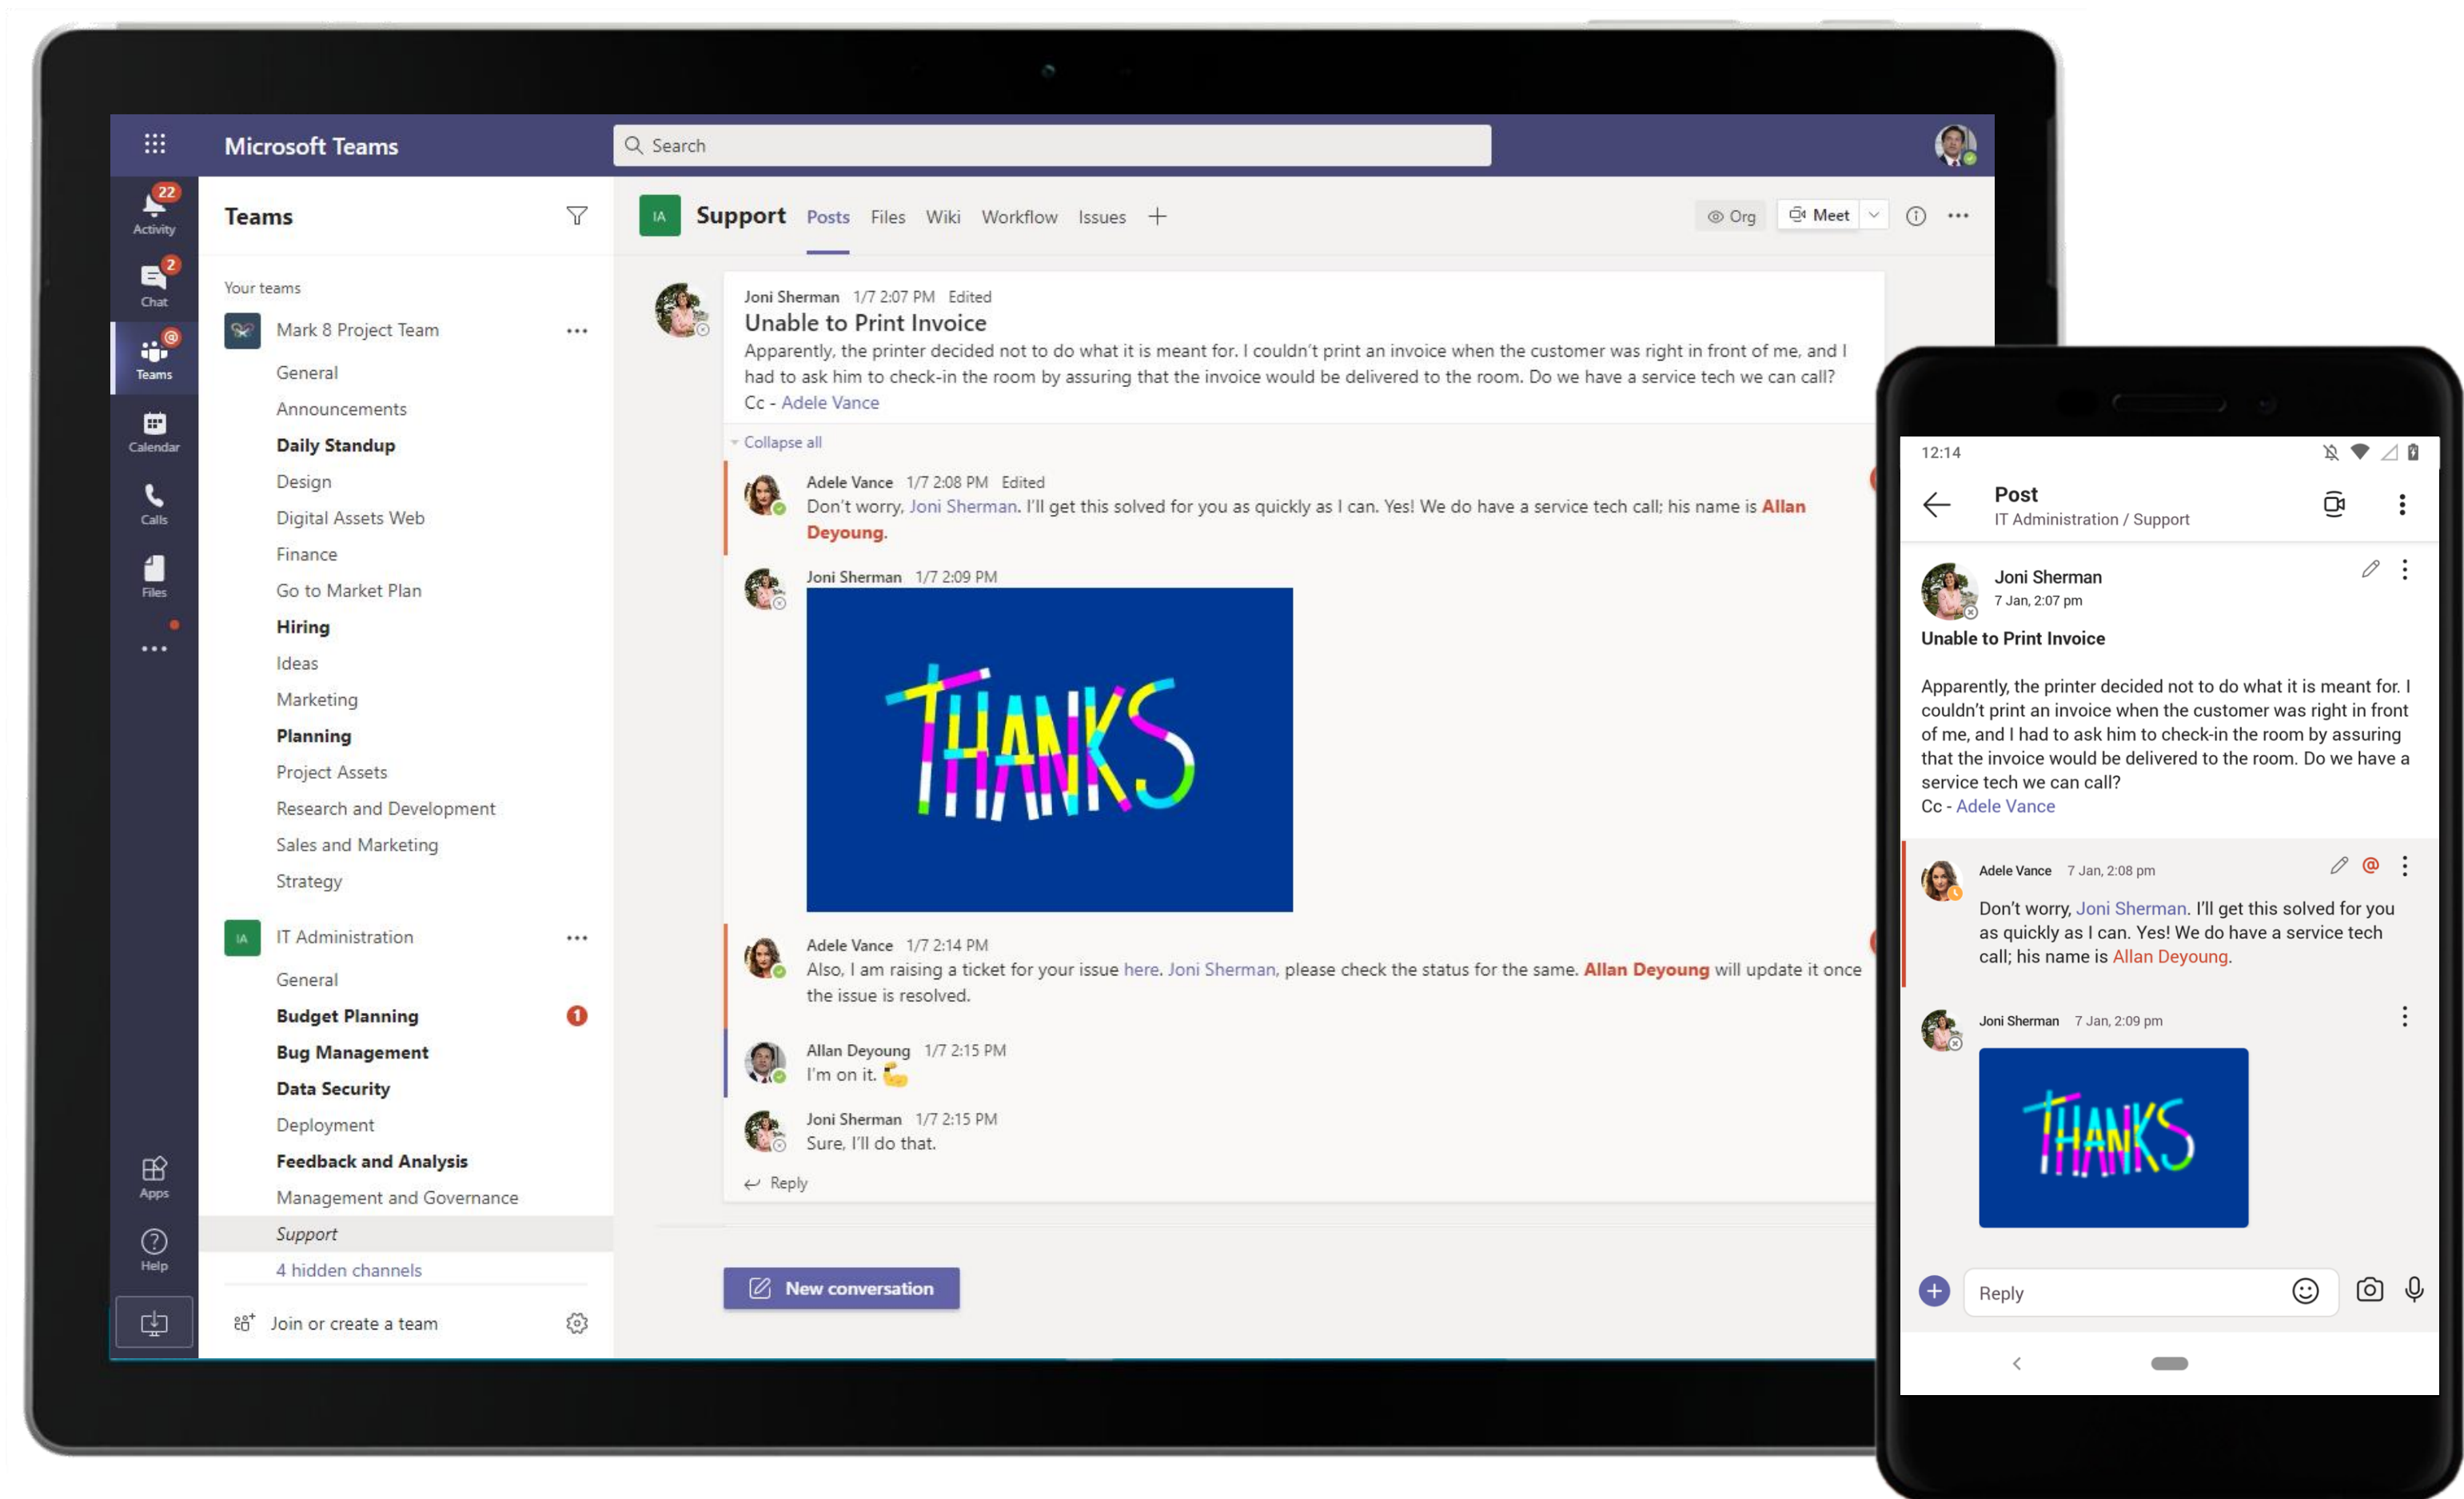 Microsoft Teams
Search
22
Activity
2
Chat
@
Teams
Calendar
Calls
Files
Apps
Help
Teams
Your teams
Mark 8 Project Team
General
Announcements
Daily Standup
Design
Digital Assets Web
Finance
Go to Market Plan
Hiring
Ideas
Marketing
Planning
Project Assets
Research and Development
Sales and Marketing
Strategy
IA
IT Administration
General
Budget Planning
1
Bug Management
Data Security
Deployment
Feedback and Analysis
Management and Governance
Support
4 hidden channels
Join or create a team
IA
Support
Posts
Files
Wiki
Workflow
Issues
Org
Meet
Joni Sherman 1/7 2:07 PM Edited
Unable to Print Invoice
Apparently, the printer decided not to do what it is meant for. I couldn't print an invoice when the customer was right in front of me, and I
had to ask him to check-in the room by assuring that the invoice would be delivered to the room. Do we have a service tech we can call?
Cc - Adele Vance
Collapse all
Adele Vance 1/7 2:08 PM Edited
Don't worry, Joni Sherman. I'll get this solved for you as quickly as I can. Yes! We do have a service tech call; his name is Allan
Deyoung.
Joni Sherman 1/7 2:09 PM
THANKS
Adele Vance 1/7 2:14 PM
Also, I am raising a ticket for your issue here. Joni Sherman, please check the status for the same. Allan Deyoung will update it once
the issue is resolved.
Allan Deyoung 1/7 2:15 PM
I'm on it.
Joni Sherman 1/7 2:15 PM
Sure, I'll do that.
Reply
New conversation
12:14
Post
IT Administration / Support
Joni Sherman
7 Jan, 2:07 pm
Unable to Print Invoice
Apparently, the printer decided not to do what it is meant for. I
couldn't print an invoice when the customer was right in front
of me, and I had to ask him to check-in the room by assuring
that the invoice would be delivered to the room. Do we have a
service tech we can call?
Cc - Adele Vance
Adele Vance 7 Jan, 2:08 pm
@
Don't worry, Joni Sherman. I'll get this solved for you
as quickly as I can. Yes! We do have a service tech
call; his name is Allan Deyoung.
Joni Sherman 7 Jan, 2:09 pm
THANKS
Reply